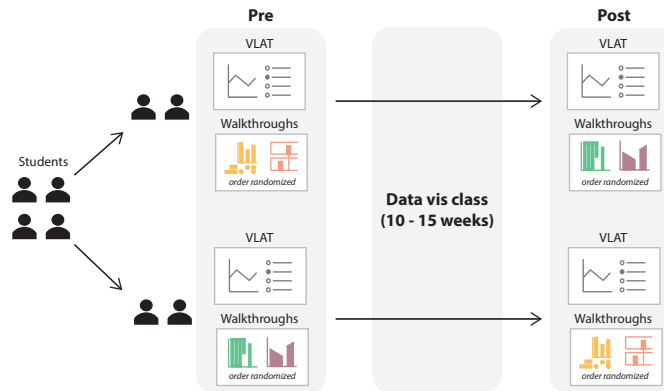 Pre
Post
VLAT
VLAT
Walkthroughs
Walkthroughs
order randomized
order randomized
Students
Data vis class
(10 - 15 weeks)
VLAT
VLAT
Walkthroughs
Walkthroughs
order randomized
order randomized